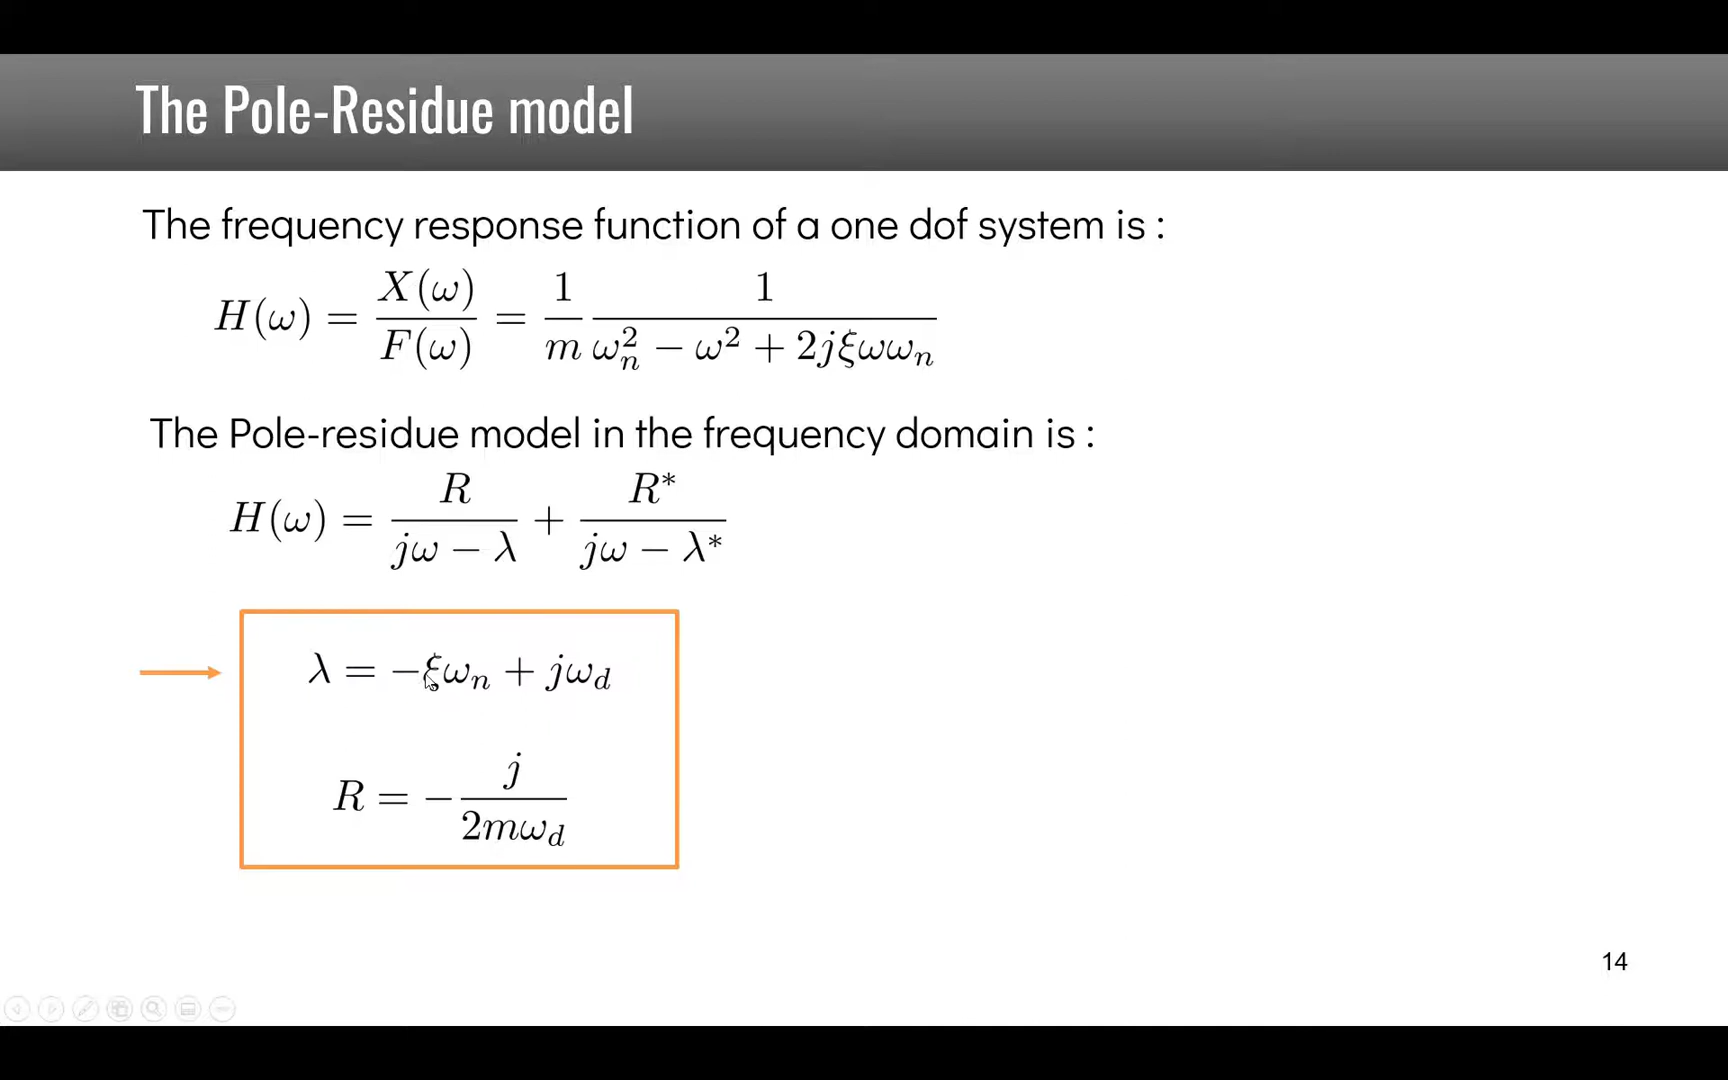 The Pole-Residue model
The frequency response function of a one dof system is :
H(ω) = X(ω)/F(ω) = 1/m 1/(ωₙ² − ω² + 2jξωωₙ)
The Pole-residue model in the frequency domain is :
H(ω) = R/(jω − λ) + R*/(jω − λ*)
λ = −ξωₙ + jω_d
R = − j/(2mω_d)
14